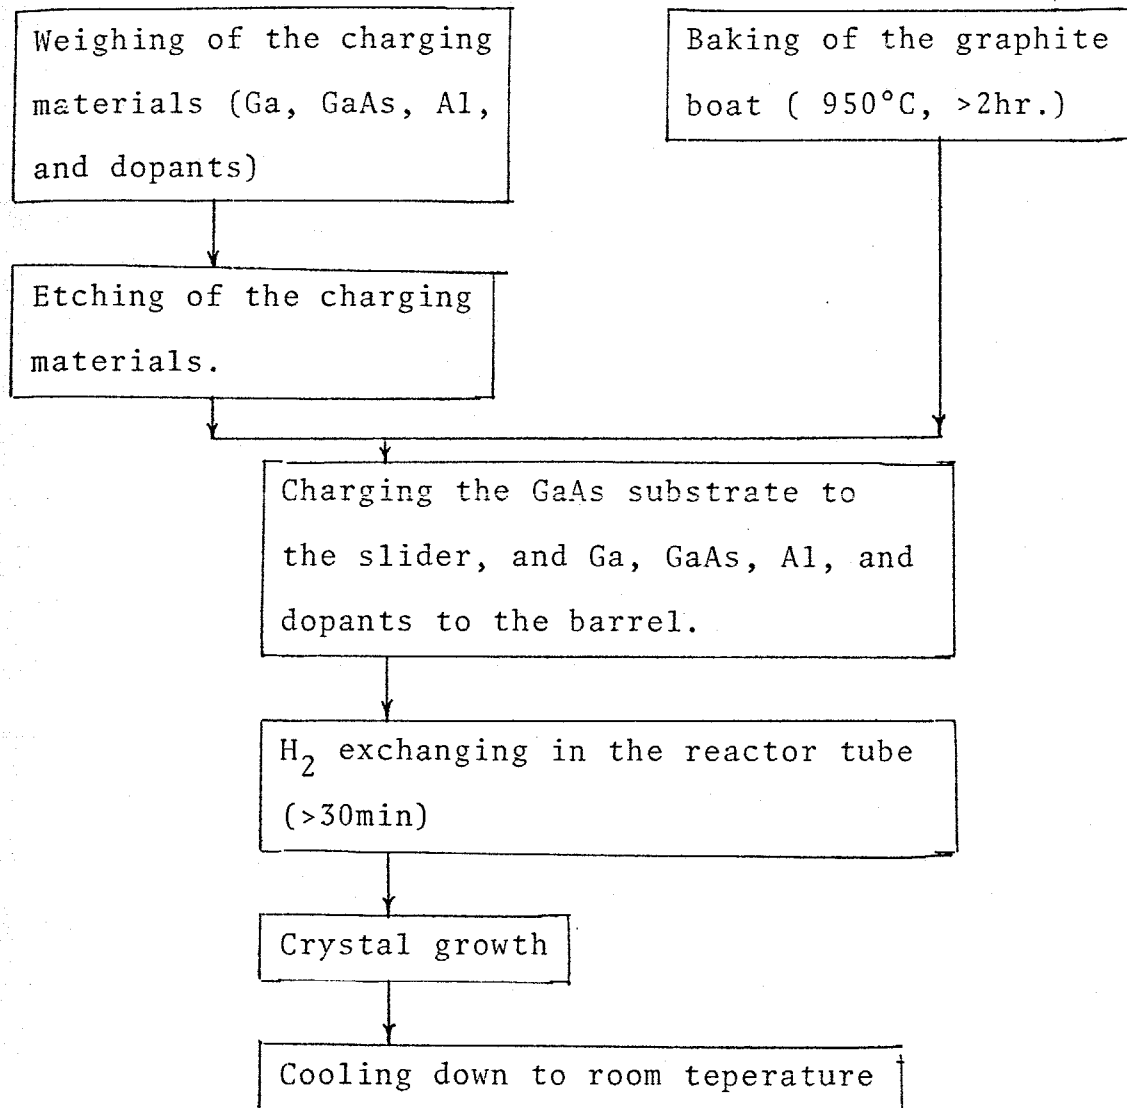 Weighing of the charging
materials (Ga, GaAs, Al,
and dopants)
Baking of the graphite
boat ( 950°C, >2hr.)
Etching of the charging
materials.
Charging the GaAs substrate to
the slider, and Ga, GaAs, Al, and
dopants to the barrel.
H₂ exchanging in the reactor tube
(>30min)
Crystal growth
Cooling down to room teperature